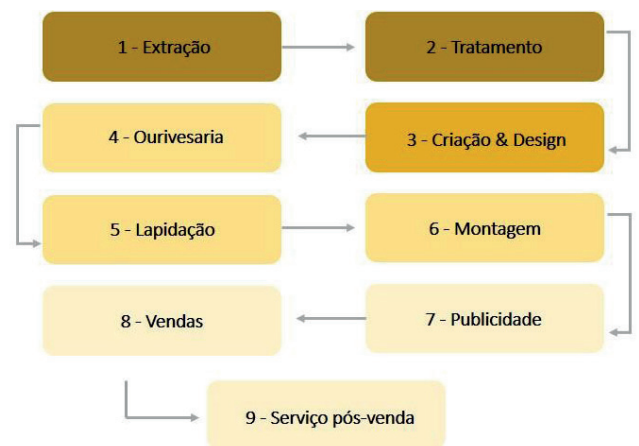 1 - Extração
2 - Tratamento
3 - Criação & Design
4 - Ourivesaria
5 - Lapidação
6 - Montagem
7 - Publicidade
8 - Vendas
9 - Serviço pós-venda